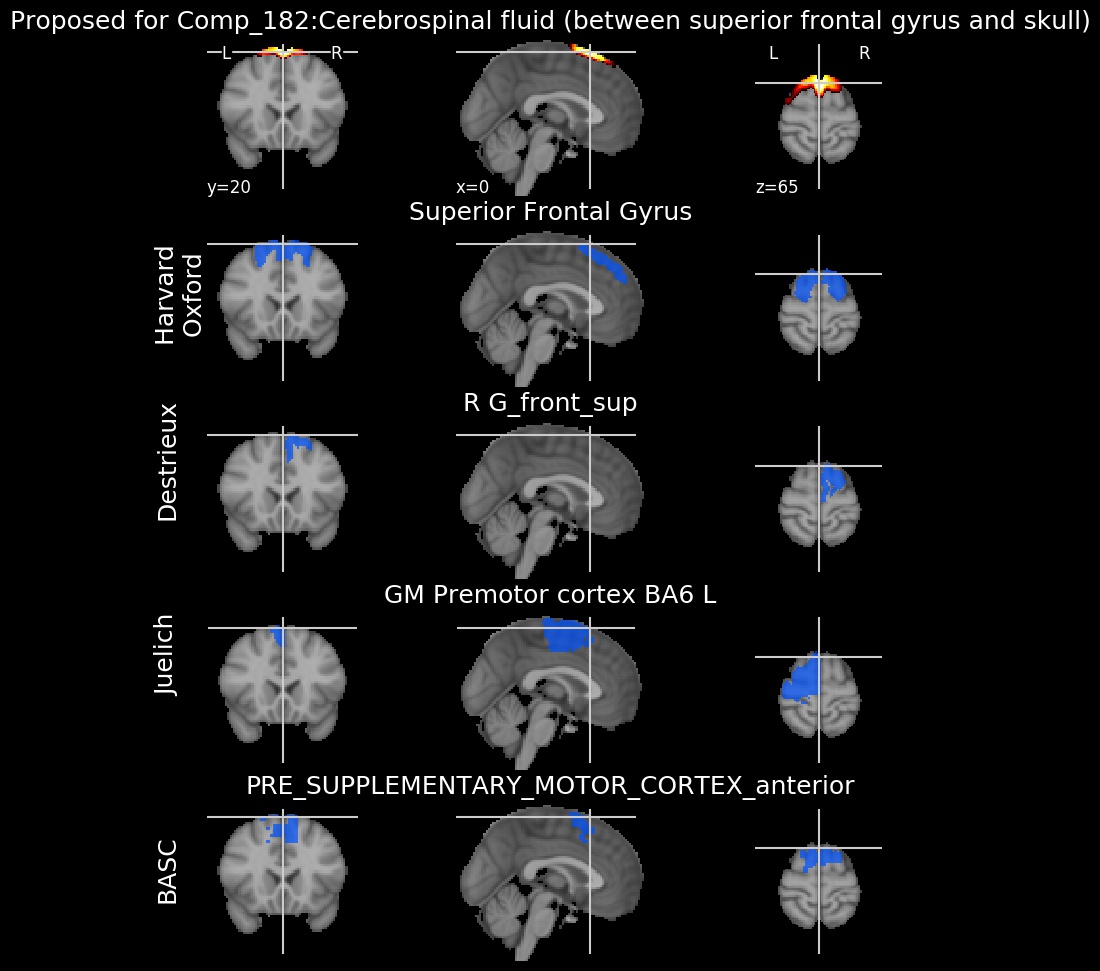 Proposed for Comp_182:Cerebrospinal fluid (between superior frontal gyrus and skull)
L R L R
y=20 x=0 z=65
Superior Frontal Gyrus
Harvard
Oxford
R G_front_sup
Destrieux
GM Premotor cortex BA6 L
Juelich
PRE_SUPPLEMENTARY_MOTOR_CORTEX_anterior
BASC